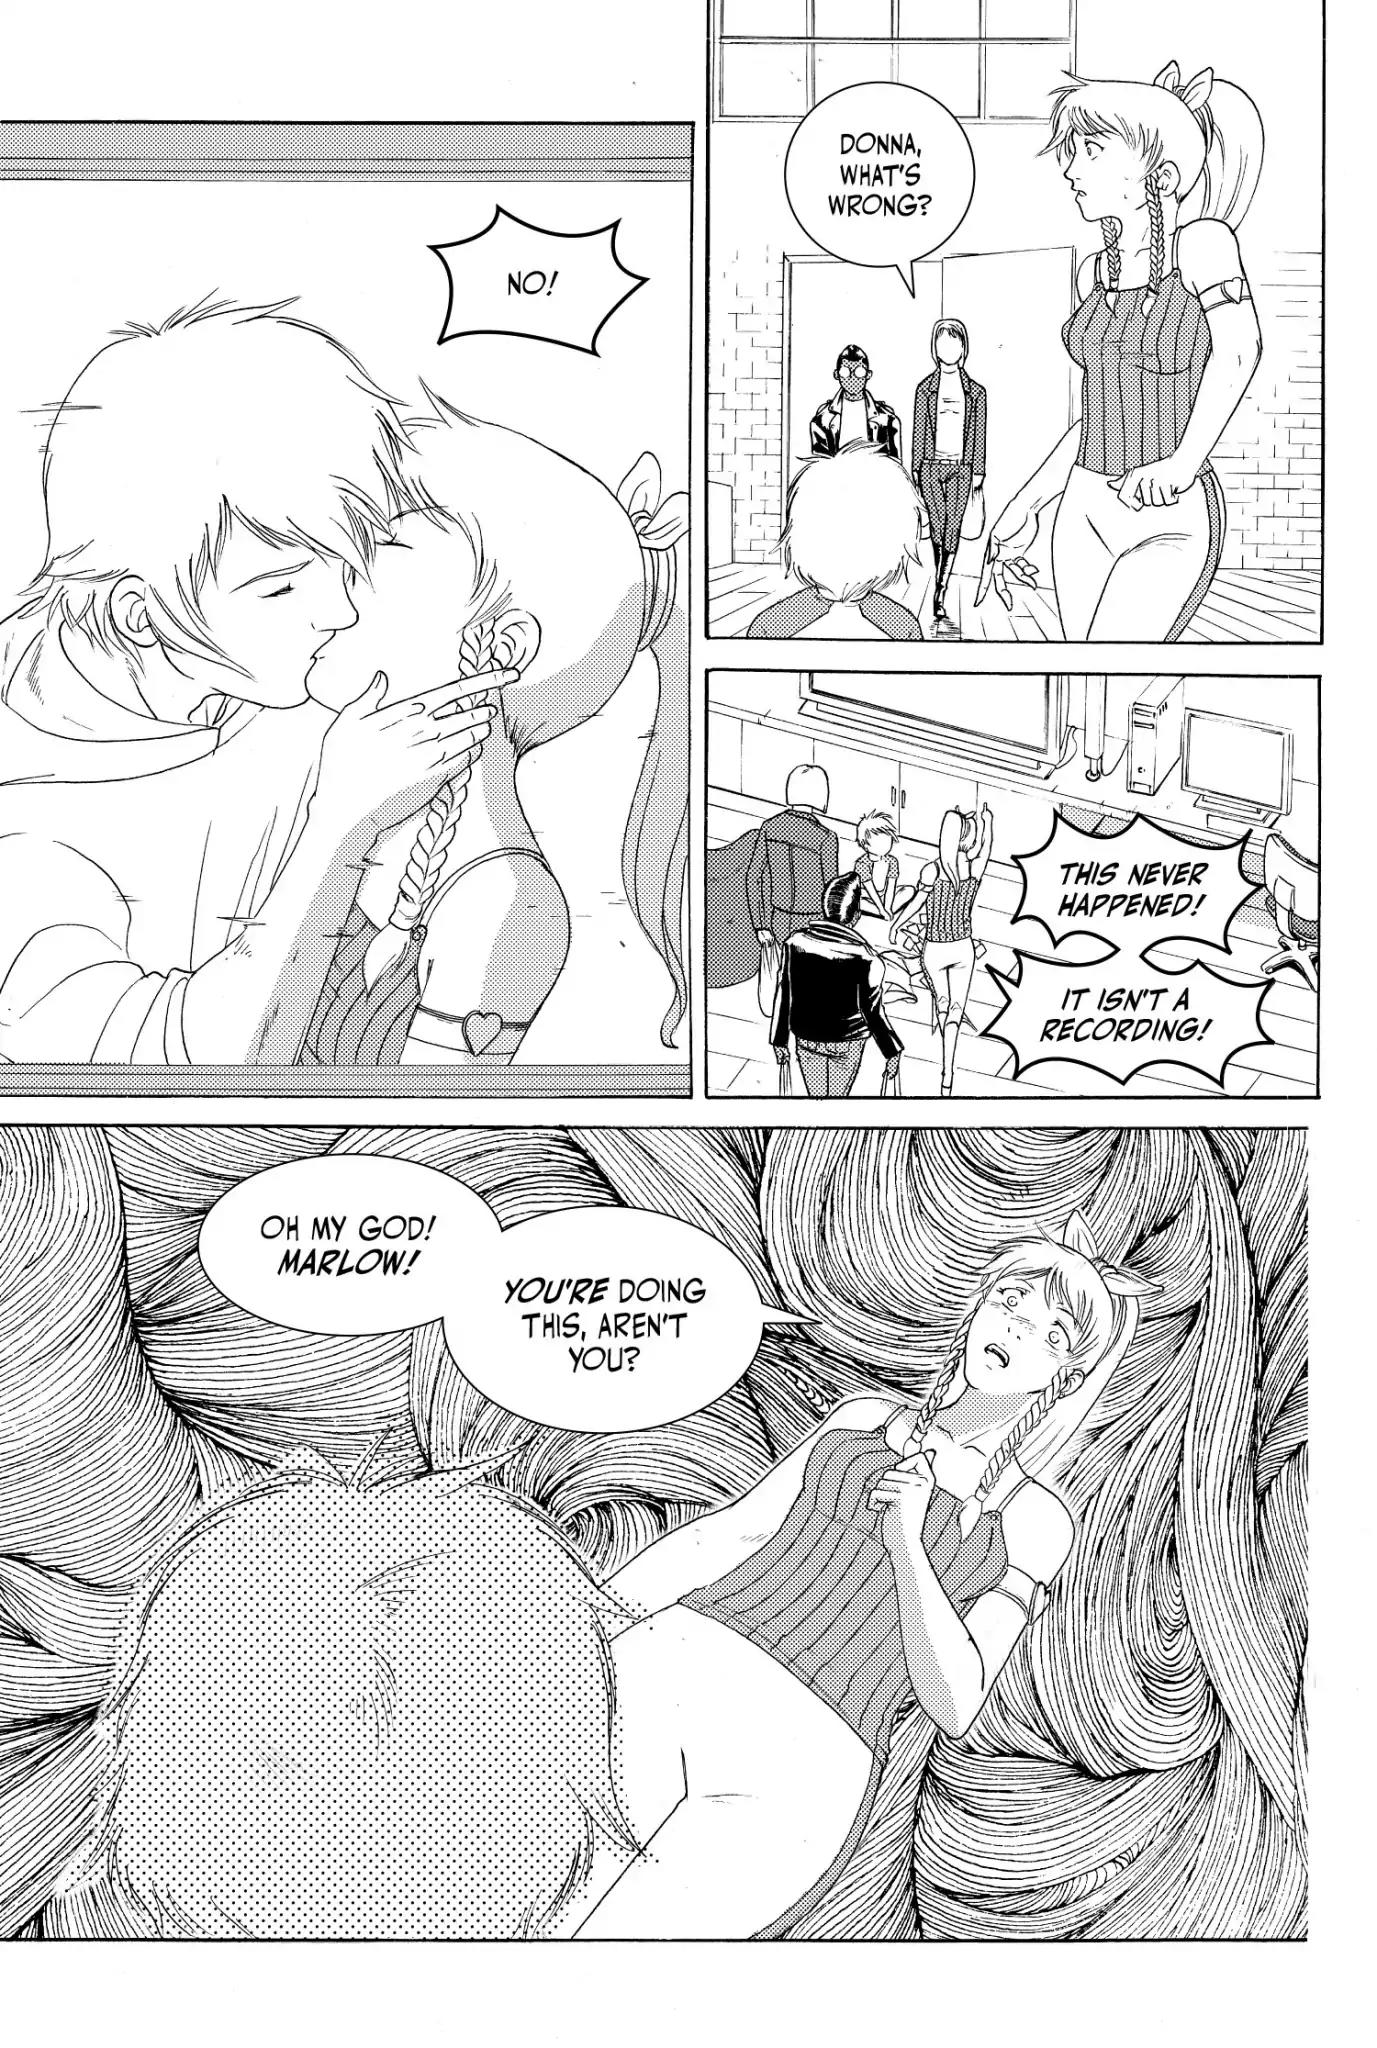 DONNA,
WHAT'S
WRONG?
NO!
THIS NEVER
HAPPENED!
IT ISN'T A
RECORDING!
OH MY GOD!
MARLOW!
YOU'RE DOING
THIS, AREN'T
YOU?